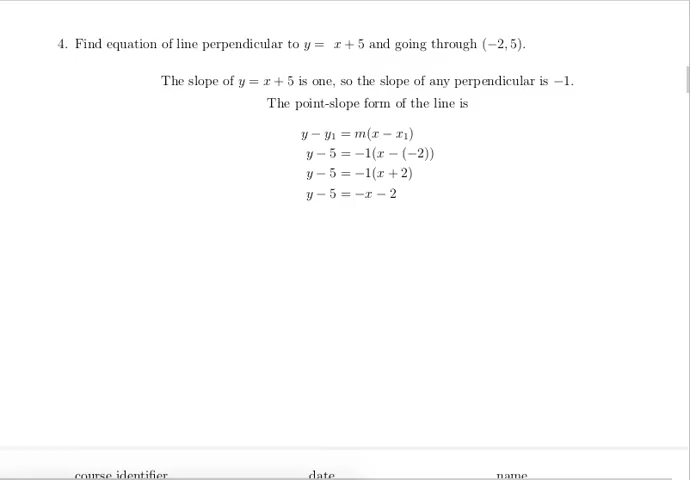 4. Find equation of line perpendicular to y = x + 5 and going through (−2, 5).
The slope of y = x + 5 is one, so the slope of any perpendicular is −1.
The point-slope form of the line is
y − y₁ = m(x − x₁)
y − 5 = −1(x − (−2))
y − 5 = −1(x + 2)
y − 5 = −x − 2
course identifier date name